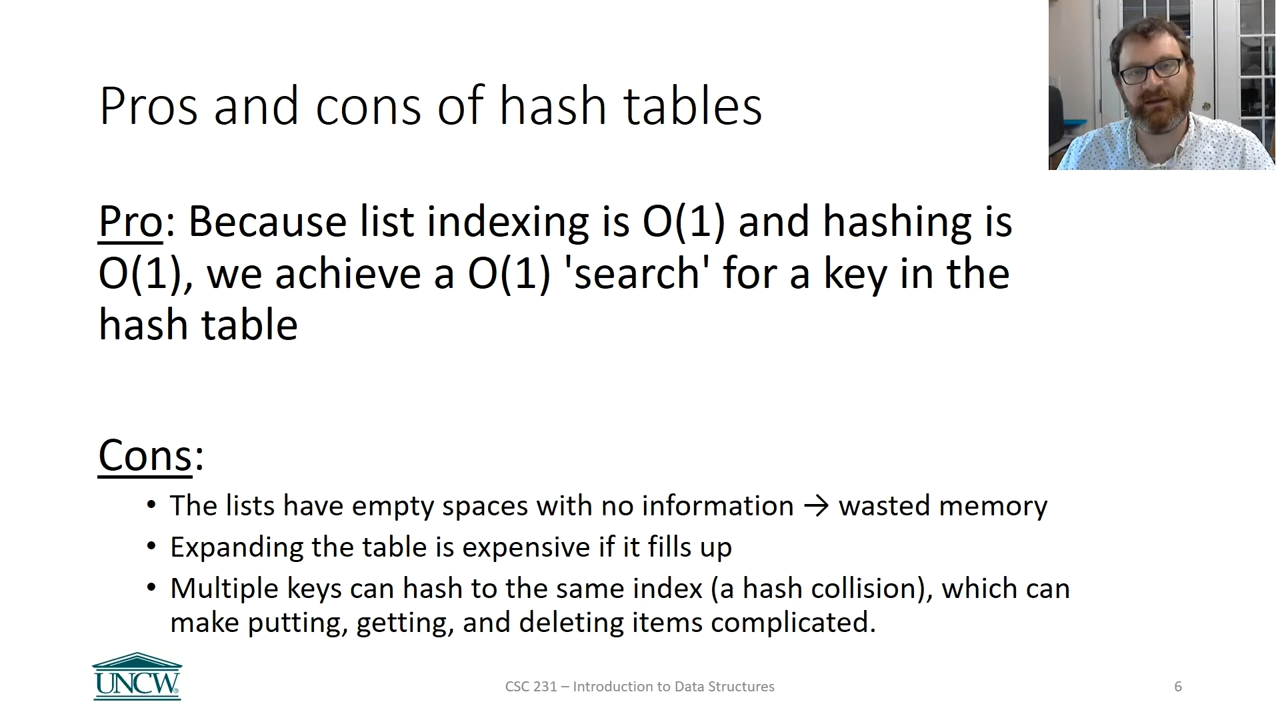 Pros and cons of hash tables
Pro: Because list indexing is O(1) and hashing is
O(1), we achieve a O(1) 'search' for a key in the
hash table
Cons:
• The lists have empty spaces with no information → wasted memory
• Expanding the table is expensive if it fills up
• Multiple keys can hash to the same index (a hash collision), which can
make putting, getting, and deleting items complicated.
UNCW
CSC 231 – Introduction to Data Structures
6